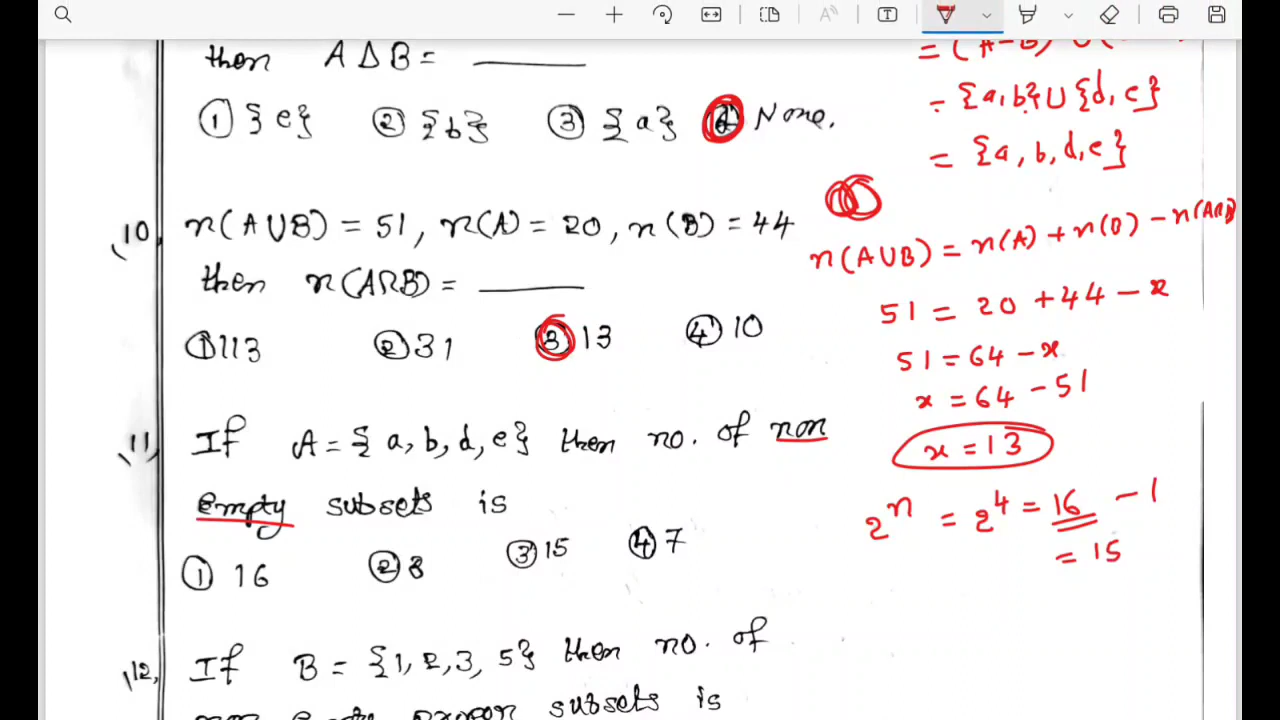 then A Δ B = ______
① {e} ② {b} ③ {a} ④ None.
10, n(A∪B) = 51, n(A) = 20, n(B) = 44
then n(A∩B) = ______
① 113 ② 31 ③ 13 ④ 10
11, If A = {a, b, d, e} then no. of non
empty subsets is
① 16 ② 8 ③ 15 ④ 7
12, If B = {1, 2, 3, 5} then no. of
non empty proper subsets is
= {a, b} ∪ {d, e}
= {a, b, d, e}
n(A∪B) = n(A) + n(B) - n(A∩B)
51 = 20 + 44 - x
51 = 64 - x
x = 64 - 51
x = 13
2ⁿ = 2⁴ = 16 - 1
= 15